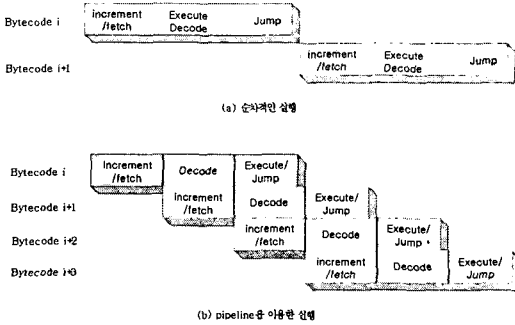 increment Execute
Bytecode i /fetch Decode Jump
increment Execute
Bytecode i+1 /fetch Decode Jump
(a) 순차적인 실행
Bytecode i Increment /fetch Decode Execute/ Jump
Bytecode i+1 Increment /fetch Decode Execute/ Jump
Bytecode i+2 increment /fetch Decode Execute/ Jump
Bytecode i+3 increment /fetch Decode Execute/ Jump
(b) pipeline을 이용한 실행